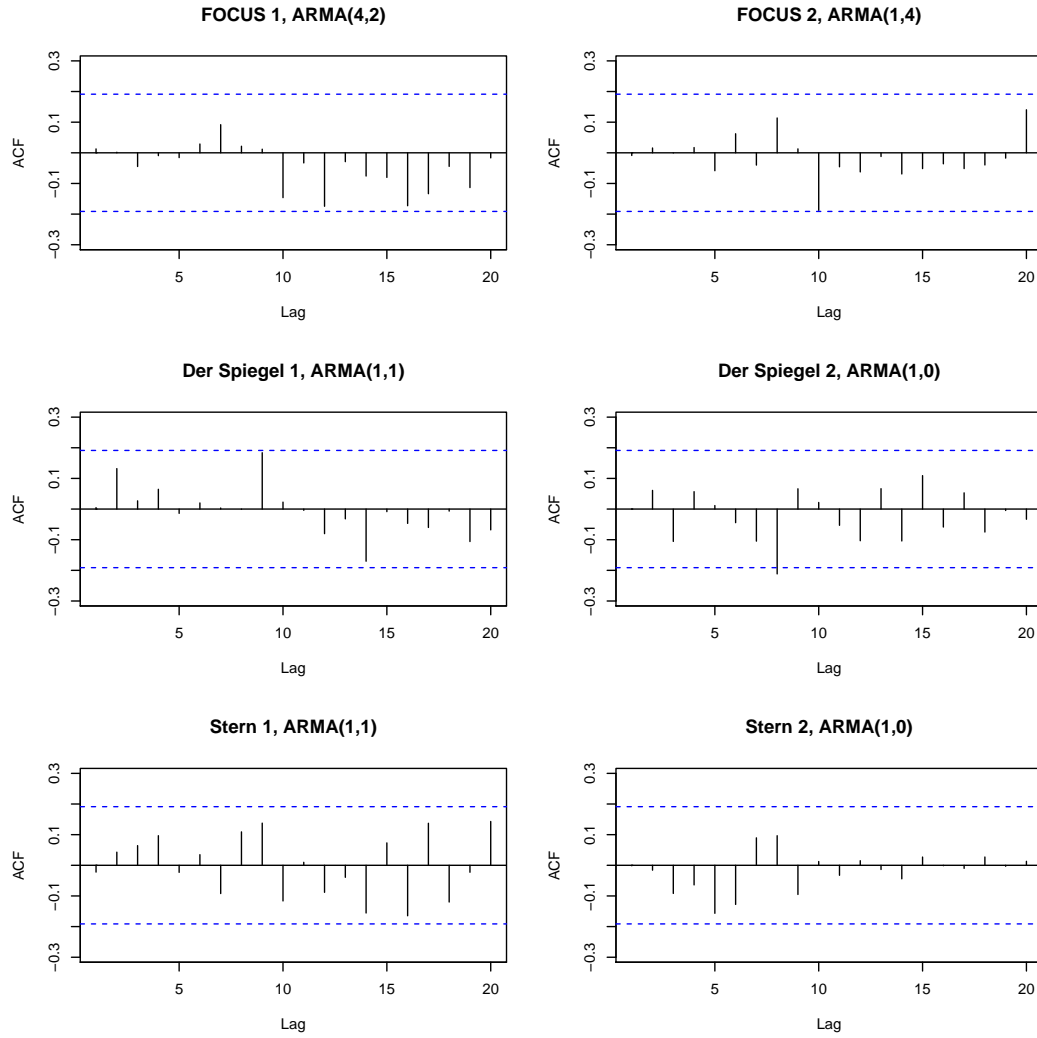 FOCUS 1, ARMA(4,2)
ACF
0.3
0.1
−0.1
−0.3
5
10
15
20
Lag
FOCUS 2, ARMA(1,4)
ACF
0.3
0.1
−0.1
−0.3
5
10
15
20
Lag
Der Spiegel 1, ARMA(1,1)
ACF
0.3
0.1
−0.1
−0.3
5
10
15
20
Lag
Der Spiegel 2, ARMA(1,0)
ACF
0.3
0.1
−0.1
−0.3
5
10
15
20
Lag
Stern 1, ARMA(1,1)
ACF
0.3
0.1
−0.1
−0.3
5
10
15
20
Lag
Stern 2, ARMA(1,0)
ACF
0.3
0.1
−0.1
−0.3
5
10
15
20
Lag